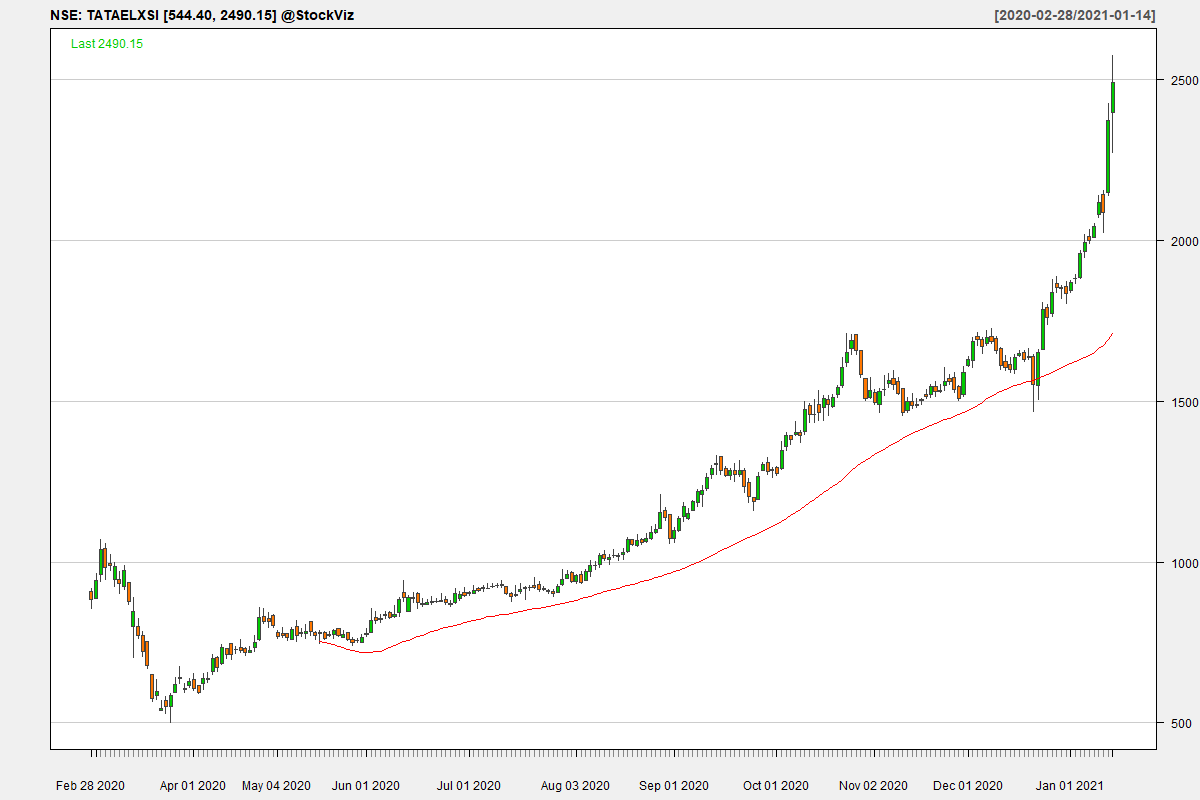 NSE: TATAELXSI [544.40, 2490.15] @StockViz [2020-02-28/2021-01-14]
Last 2490.15
2500
2000
1500
1000
500
Feb 28 2020 Apr 01 2020 May 04 2020 Jun 01 2020 Jul 01 2020 Aug 03 2020 Sep 01 2020 Oct 01 2020 Nov 02 2020 Dec 01 2020 Jan 01 2021